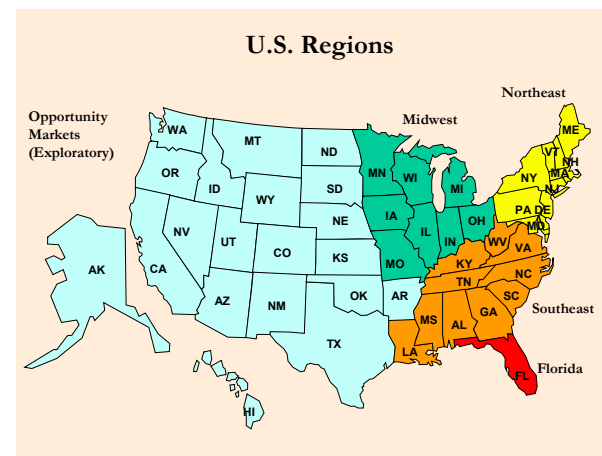 U.S. Regions
Northeast
Opportunity
Markets
(Exploratory)
Midwest
WA
MT
ND
MN
WI
MI
ME
VT
NH
MA
NY
OR
ID
SD
WY
IA
PA
NJ
DE
MD
OH
NE
NV
UT
CO
IL
IN
WV
VA
KS
MO
KY
CA
AK
AZ
NM
OK
AR
TN
NC
SC
Southeast
MS
AL
GA
TX
LA
Florida
FL
HI